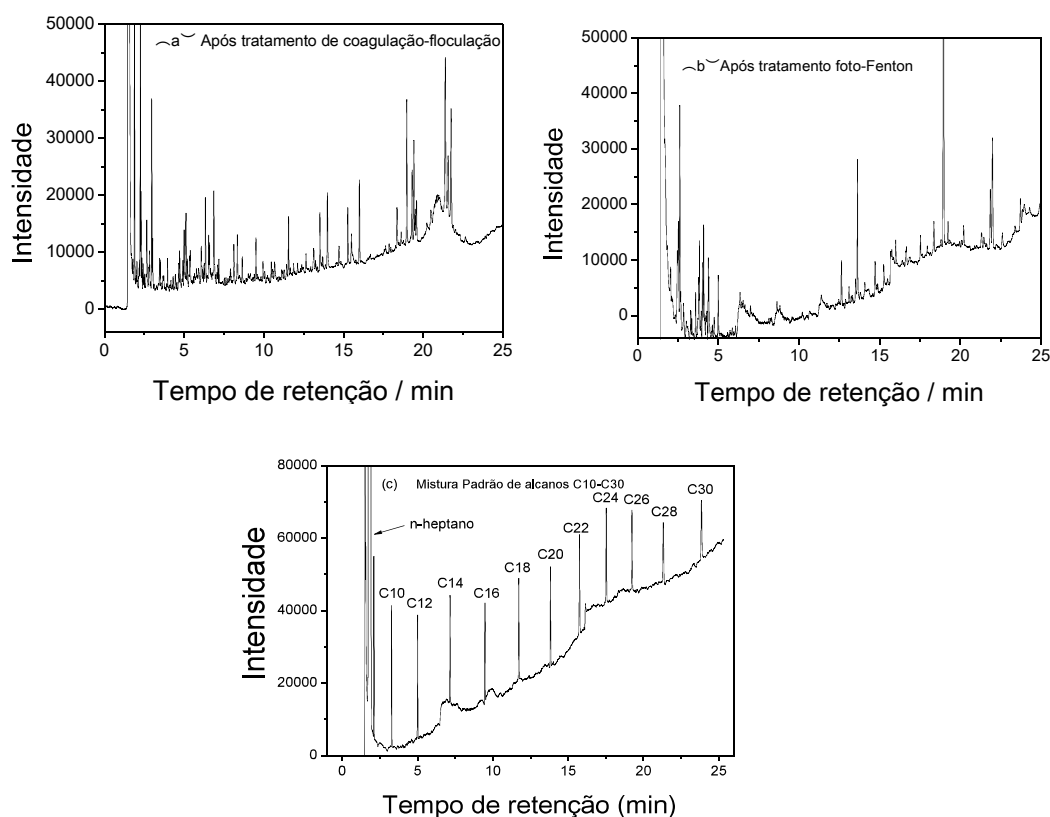 50000
40000
30000
20000
10000
0
Intensidade
(a) Após tratamento de coagulação-floculação
0 5 10 15 20 25
Tempo de retenção / min
50000
40000
30000
20000
10000
0
Intensidade
(b) Após tratamento foto-Fenton
0 5 10 15 20 25
Tempo de retenção / min
80000
60000
40000
20000
0
Intensidade
(c) Mistura Padrão de alcanos C10-C30
n-heptano
C10
C12
C14
C16
C18
C20
C22
C24
C26
C28
C30
0 5 10 15 20 25
Tempo de retenção (min)